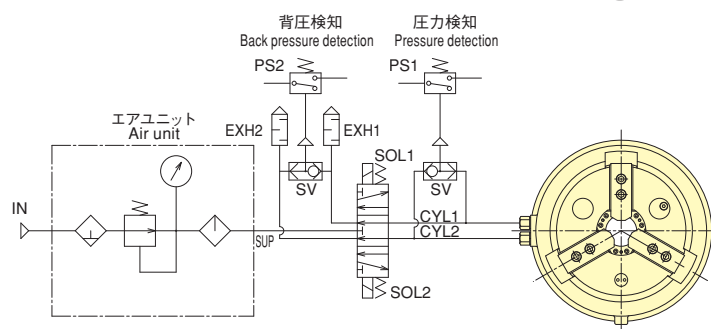 背圧検知
Back pressure detection
圧力検知
Pressure detection
PS2
PS1
エアユニット
Air unit
EXH2
EXH1
SOL1
SV
SV
IN
CYL1
CYL2
SUP
SOL2